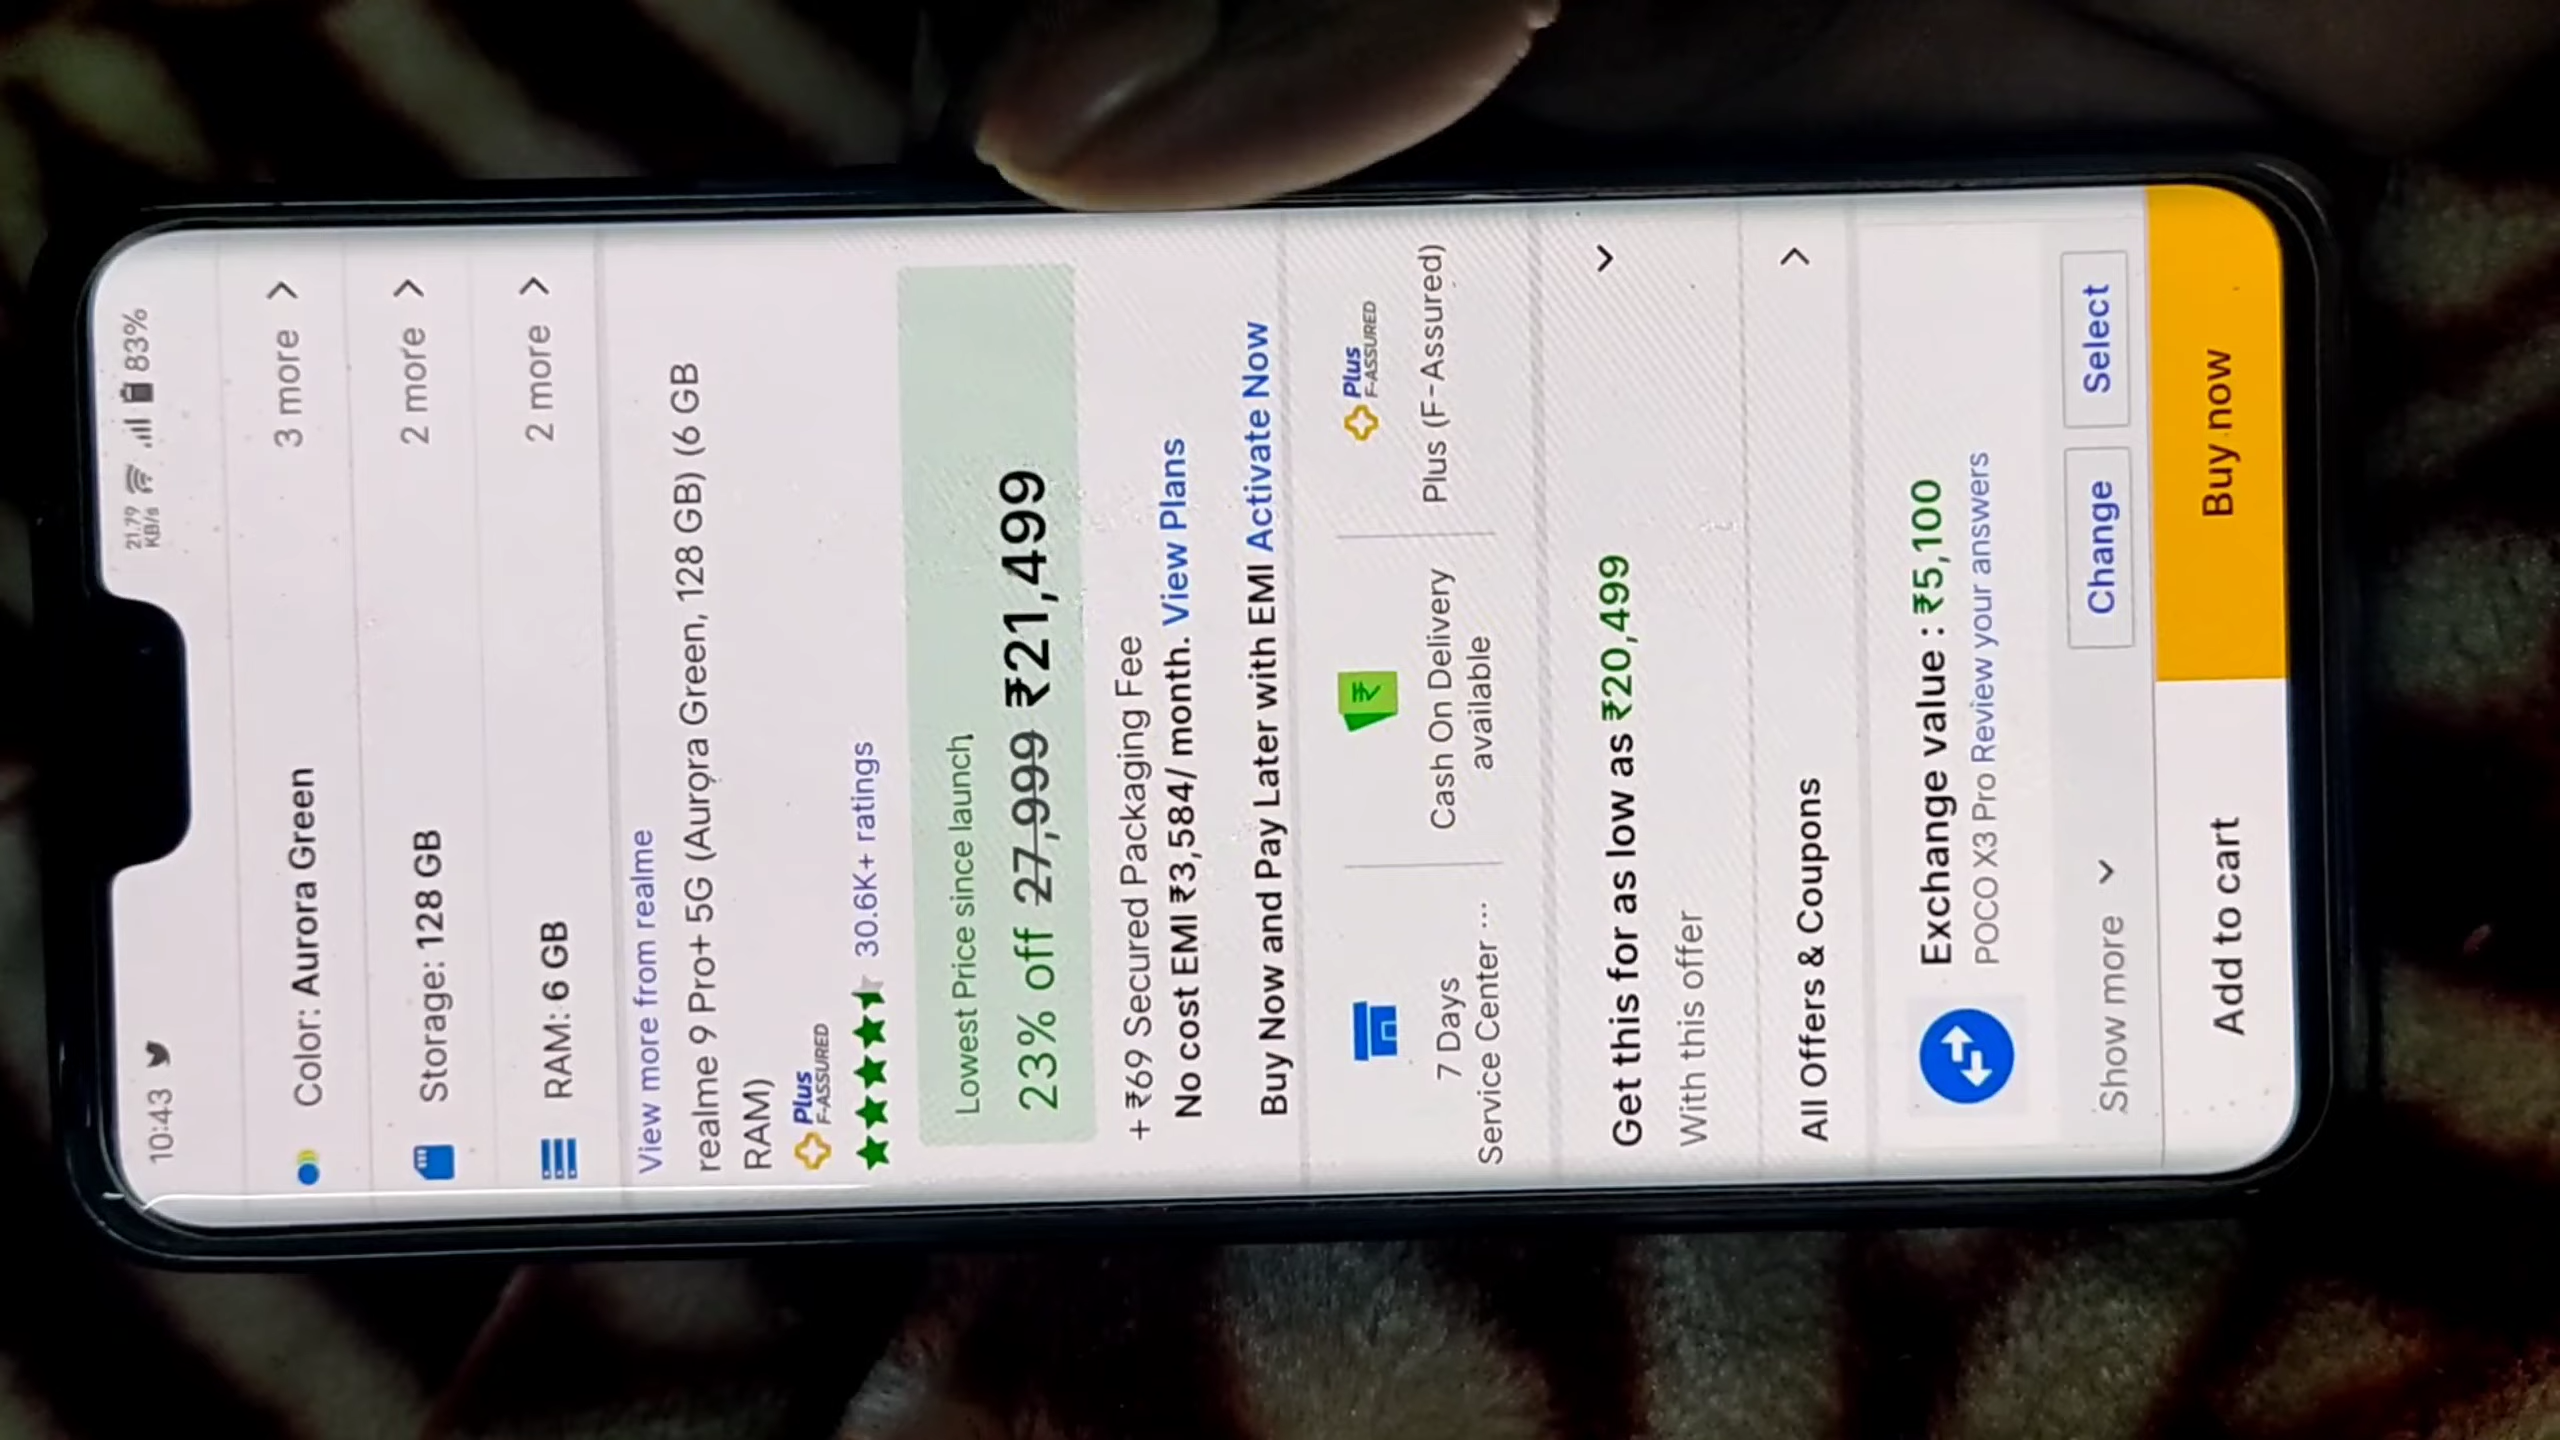 10:43
21.79
KB/s
83%
Color: Aurora Green
3 more
Storage: 128 GB
2 more
RAM: 6 GB
2 more
View more from realme
realme 9 Pro+ 5G (Aurora Green, 128 GB) (6 GB
RAM)
Plus
F-ASSURED
30.6K+ ratings
Lowest Price since launch
23% off 27,999 ₹21,499
+ ₹69 Secured Packaging Fee
No cost EMI ₹3,584/month. View Plans
Buy Now and Pay Later with EMI Activate Now
7 Days
Service Center ...
₹
Cash On Delivery
available
Plus
F-ASSURED
Plus (F-Assured)
Get this for as low as ₹20,499
With this offer
All Offers & Coupons
Exchange value : ₹5,100
POCO X3 Pro Review your answers
Show more
Change
Select
Add to cart
Buy now